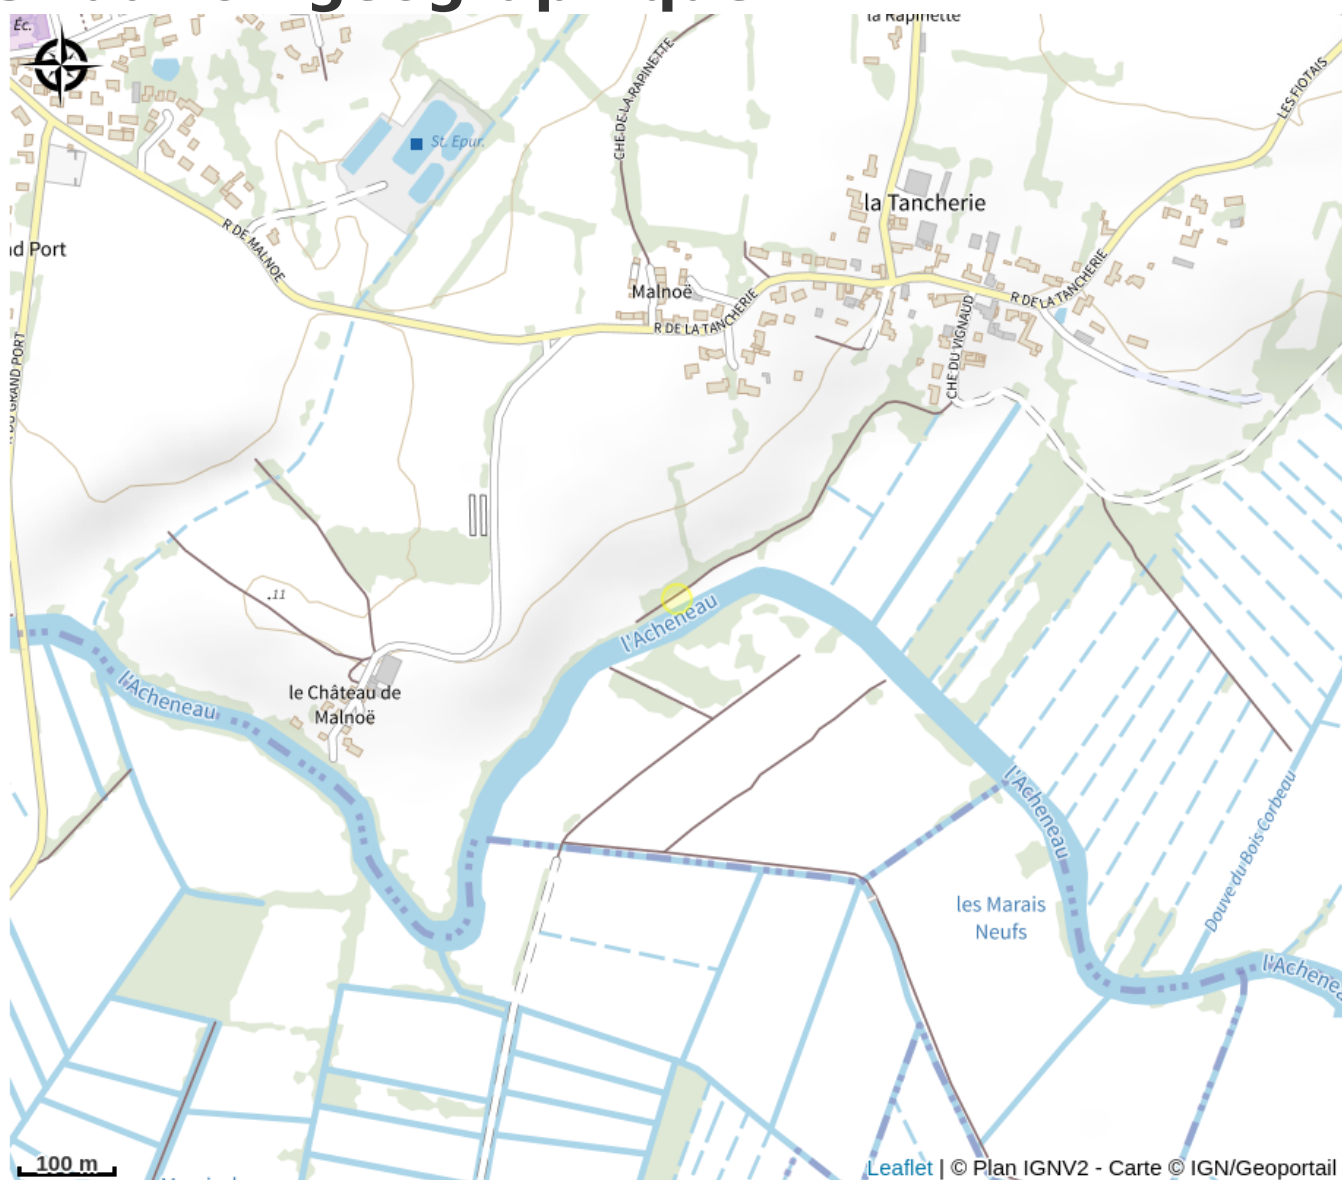 Éc.
la Rapinette
CHE DE LA RAPINETTE
LES FIOTAIS
St. Epur.
la Tancherie
R DE MALNOE
nd Port
Malnoë
R DE LA TANCHERIE
R DE LA TANCHERIE
CHE DU VIGNAUD
DU GRAND PORT
.11
l'Acheneau
l'Acheneau
le Château de
Malnoë
l'Acheneau
Douve du Bois Corbeau
les Marais
Neufs
l'Achenea
100 m
Leaflet | © Plan IGNV2 - Carte © IGN/Geoportail